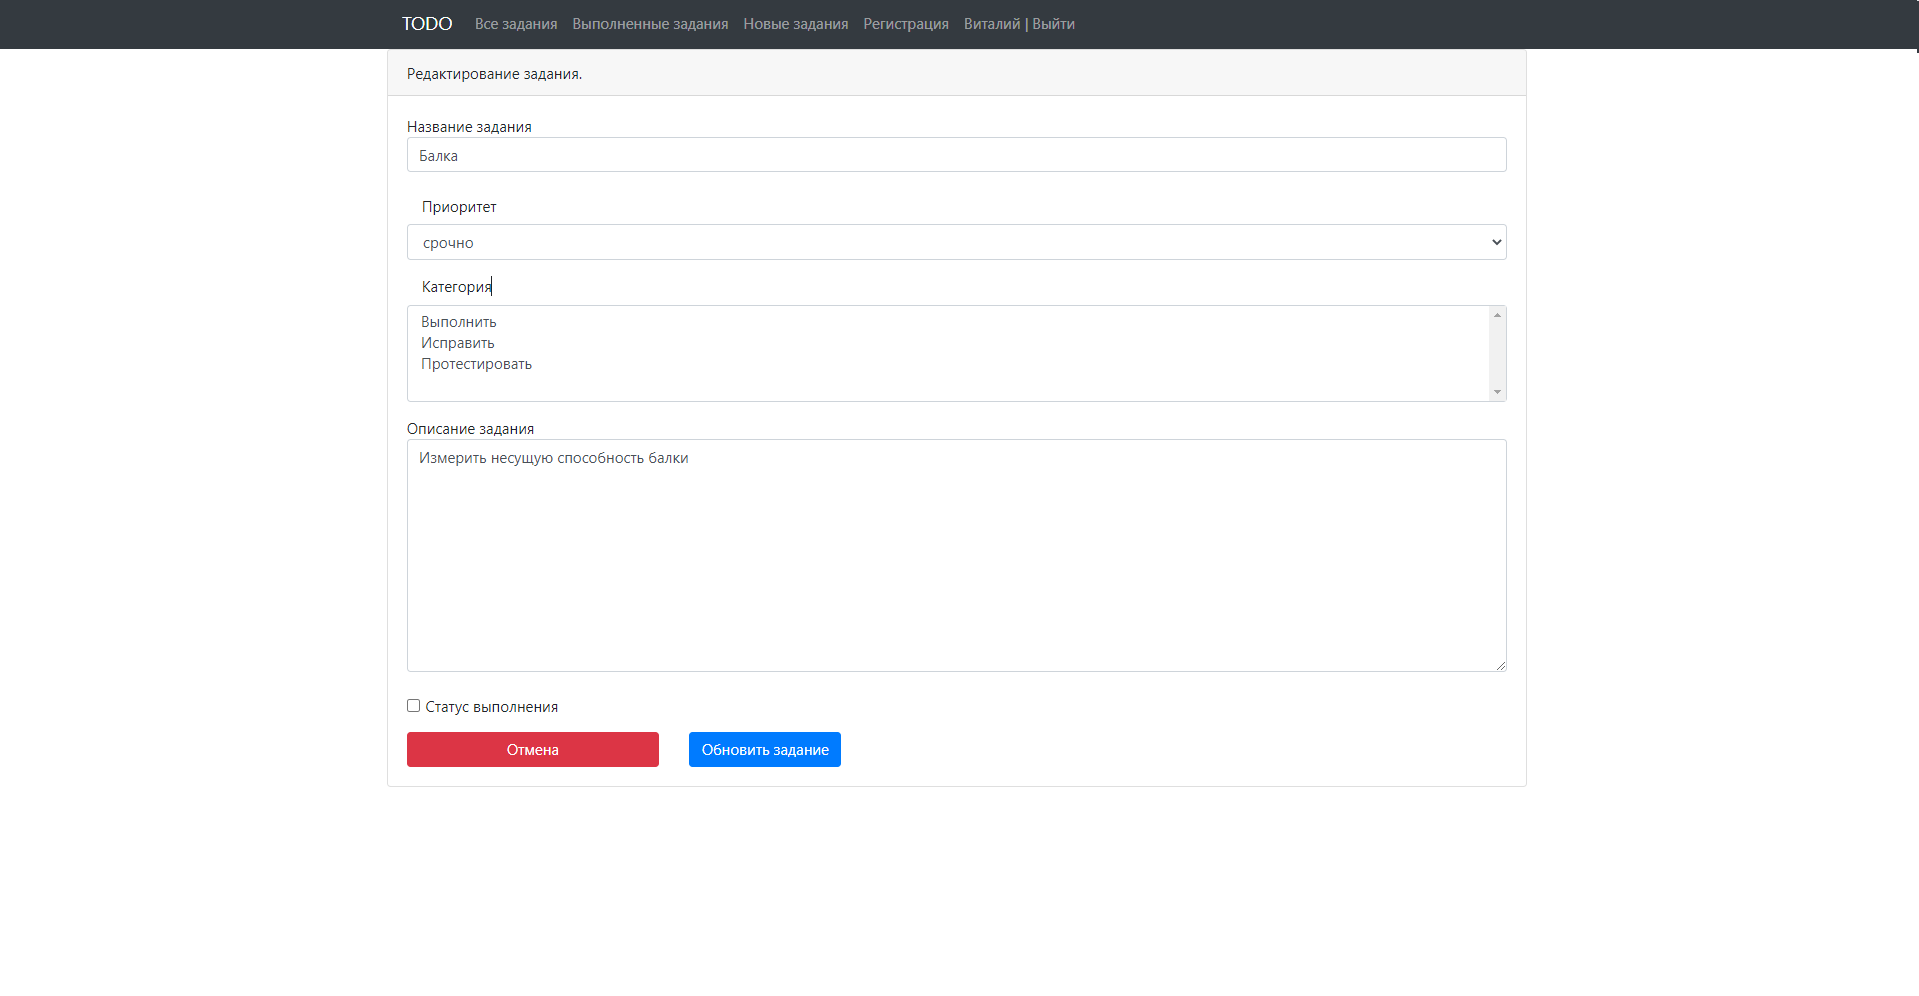 TODO Все задания Выполненные задания Новые задания Регистрация Виталий | Выйти
Редактирование задания.
Название задания
Балка
Приоритет
срочно
Категория
Выполнить
Исправить
Протестировать
Описание задания
Измерить несущую способность балки
Статус выполнения
Отмена Обновить задание